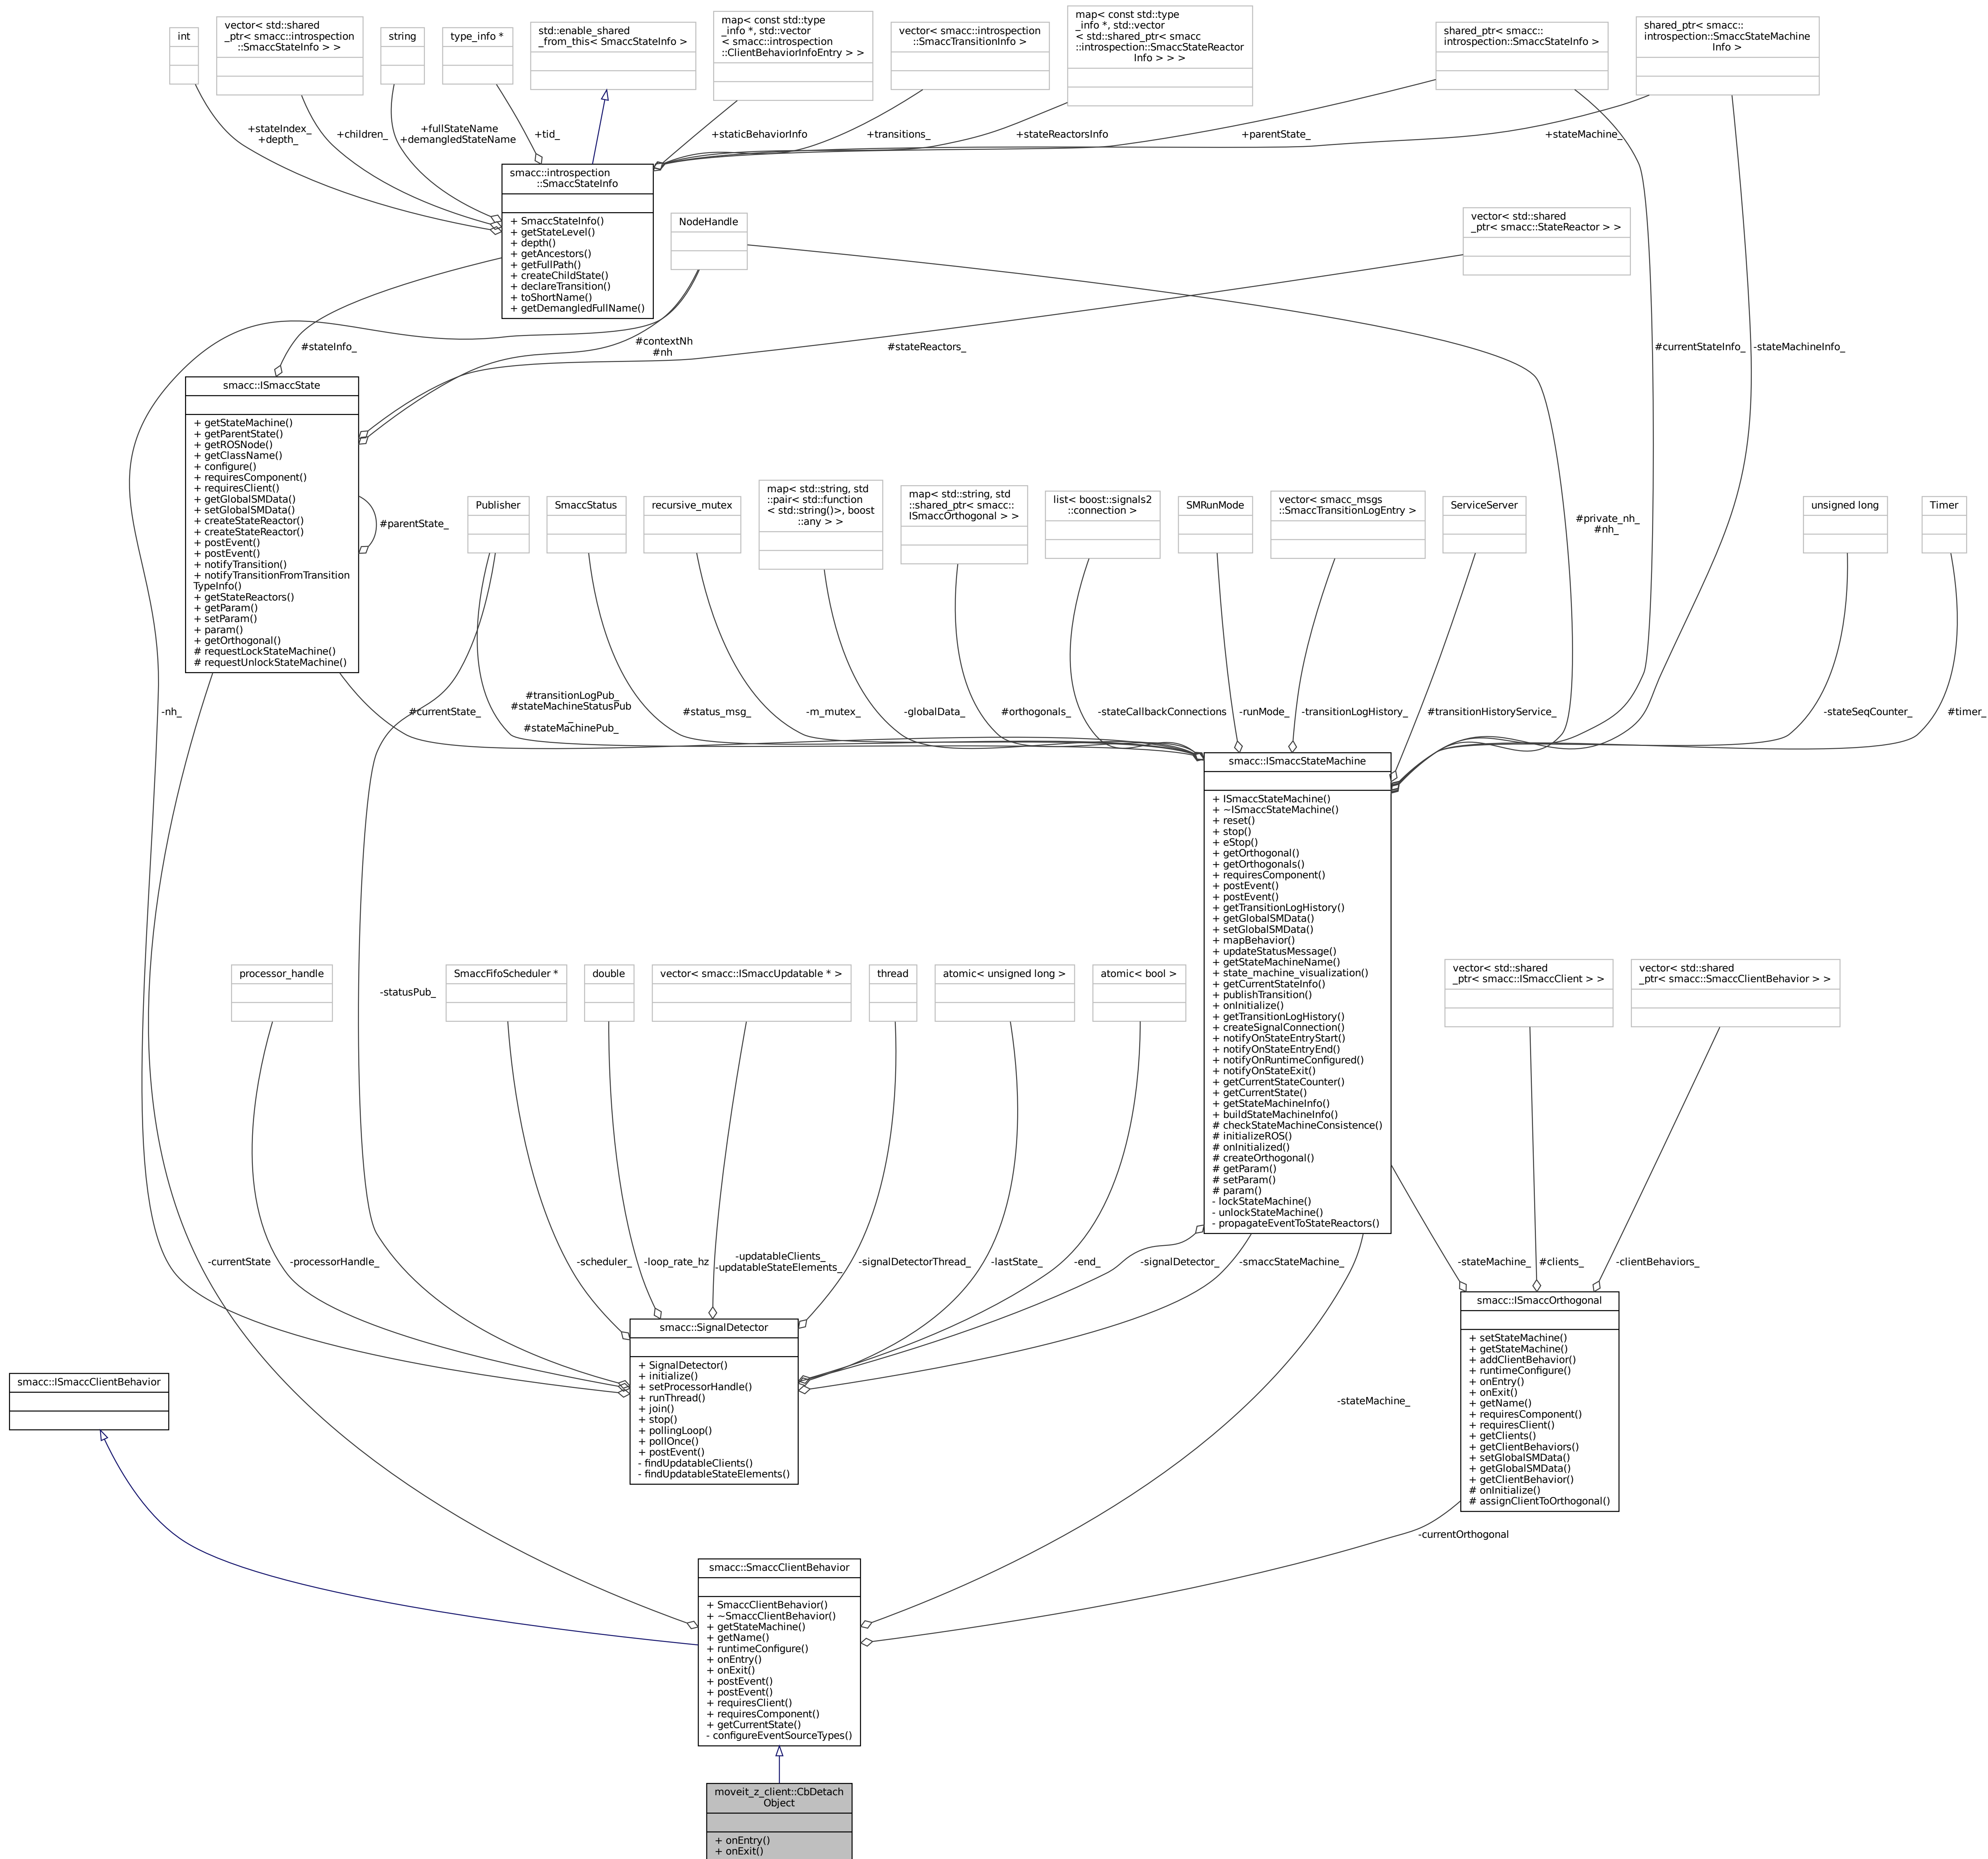 int
vector< std::shared
_ptr< smacc::introspection
::SmaccStateInfo > >
string
type_info *
std::enable_shared
_from_this< SmaccStateInfo >
map< const std::type
_info *, std::vector
< smacc::introspection
::ClientBehaviorInfoEntry > >
vector< smacc::introspection
::SmaccTransitionInfo >
map< const std::type
_info *, std::vector
< std::shared_ptr< smacc
::introspection::SmaccStateReactor
Info > > >
shared_ptr< smacc::
introspection::SmaccStateInfo >
shared_ptr< smacc::
introspection::SmaccStateMachine
Info >
+stateIndex_
+depth_
+children_
+fullStateName
+demangledStateName
+tid_
+staticBehaviorInfo
+transitions_
+stateReactorsInfo
+parentState_
+stateMachine_
smacc::introspection
::SmaccStateInfo
+ SmaccStateInfo()
+ getStateLevel()
+ depth()
+ getAncestors()
+ getFullPath()
+ createChildState()
+ declareTransition()
+ toShortName()
+ getDemangledFullName()
NodeHandle
vector< std::shared
_ptr< smacc::StateReactor > >
#stateInfo_
#contextNh
#nh
#stateReactors_
#currentStateInfo_
-stateMachineInfo_
smacc::ISmaccState
+ getStateMachine()
+ getParentState()
+ getROSNode()
+ getClassName()
+ configure()
+ requiresComponent()
+ requiresClient()
+ getGlobalSMData()
+ setGlobalSMData()
+ createStateReactor()
+ createStateReactor()
+ postEvent()
+ postEvent()
+ notifyTransition()
+ notifyTransitionFromTransition
TypeInfo()
+ getStateReactors()
+ getParam()
+ setParam()
+ param()
+ getOrthogonal()
# requestLockStateMachine()
# requestUnlockStateMachine()
#parentState_
Publisher
SmaccStatus
recursive_mutex
map< std::string, std
::pair< std::function
< std::string()>, boost
::any > >
map< std::string, std
::shared_ptr< smacc::
ISmaccOrthogonal > >
list< boost::signals2
::connection >
SMRunMode
vector< smacc_msgs
::SmaccTransitionLogEntry >
ServiceServer
#private_nh_
#nh_
unsigned long
Timer
-nh_
#currentState_
#transitionLogPub_
#stateMachineStatusPub
_
#stateMachinePub_
#status_msg_
-m_mutex_
-globalData_
#orthogonals_
-stateCallbackConnections
-runMode_
-transitionLogHistory_
#transitionHistoryService_
-stateSeqCounter_
#timer_
smacc::ISmaccStateMachine
+ ISmaccStateMachine()
+ ~ISmaccStateMachine()
+ reset()
+ stop()
+ eStop()
+ getOrthogonal()
+ getOrthogonals()
+ requiresComponent()
+ postEvent()
+ postEvent()
+ getTransitionLogHistory()
+ getGlobalSMData()
+ setGlobalSMData()
+ mapBehavior()
+ updateStatusMessage()
+ getStateMachineName()
+ state_machine_visualization()
+ getCurrentStateInfo()
+ publishTransition()
+ onInitialize()
+ getTransitionLogHistory()
+ createSignalConnection()
+ notifyOnStateEntryStart()
+ notifyOnStateEntryEnd()
+ notifyOnRuntimeConfigured()
+ notifyOnStateExit()
+ getCurrentStateCounter()
+ getCurrentState()
+ getStateMachineInfo()
+ buildStateMachineInfo()
# checkStateMachineConsistence()
# initializeROS()
# onInitialized()
# createOrthogonal()
# getParam()
# setParam()
# param()
- lockStateMachine()
- unlockStateMachine()
- propagateEventToStateReactors()
processor_handle
SmaccFifoScheduler *
double
vector< smacc::ISmaccUpdatable * >
thread
atomic< unsigned long >
atomic< bool >
vector< std::shared
_ptr< smacc::ISmaccClient > >
vector< std::shared
_ptr< smacc::SmaccClientBehavior > >
-statusPub_
-currentState
-processorHandle_
-scheduler_
-loop_rate_hz
-updatableClients_
-updatableStateElements_
-signalDetectorThread_
-lastState_
-end_
-signalDetector_
-smaccStateMachine_
-stateMachine_
#clients_
-clientBehaviors_
smacc::SignalDetector
+ SignalDetector()
+ initialize()
+ setProcessorHandle()
+ runThread()
+ join()
+ stop()
+ pollingLoop()
+ pollOnce()
+ postEvent()
- findUpdatableClients()
- findUpdatableStateElements()
smacc::ISmaccOrthogonal
+ setStateMachine()
+ getStateMachine()
+ addClientBehavior()
+ runtimeConfigure()
+ onEntry()
+ onExit()
+ getName()
+ requiresComponent()
+ requiresClient()
+ getClients()
+ getClientBehaviors()
+ setGlobalSMData()
+ getGlobalSMData()
+ getClientBehavior()
# onInitialize()
# assignClientToOrthogonal()
smacc::ISmaccClientBehavior
-stateMachine_
-currentOrthogonal
smacc::SmaccClientBehavior
+ SmaccClientBehavior()
+ ~SmaccClientBehavior()
+ getStateMachine()
+ getName()
+ runtimeConfigure()
+ onEntry()
+ onExit()
+ postEvent()
+ postEvent()
+ requiresClient()
+ requiresComponent()
+ getCurrentState()
- configureEventSourceTypes()
moveit_z_client::CbDetach
Object
+ onEntry()
+ onExit()